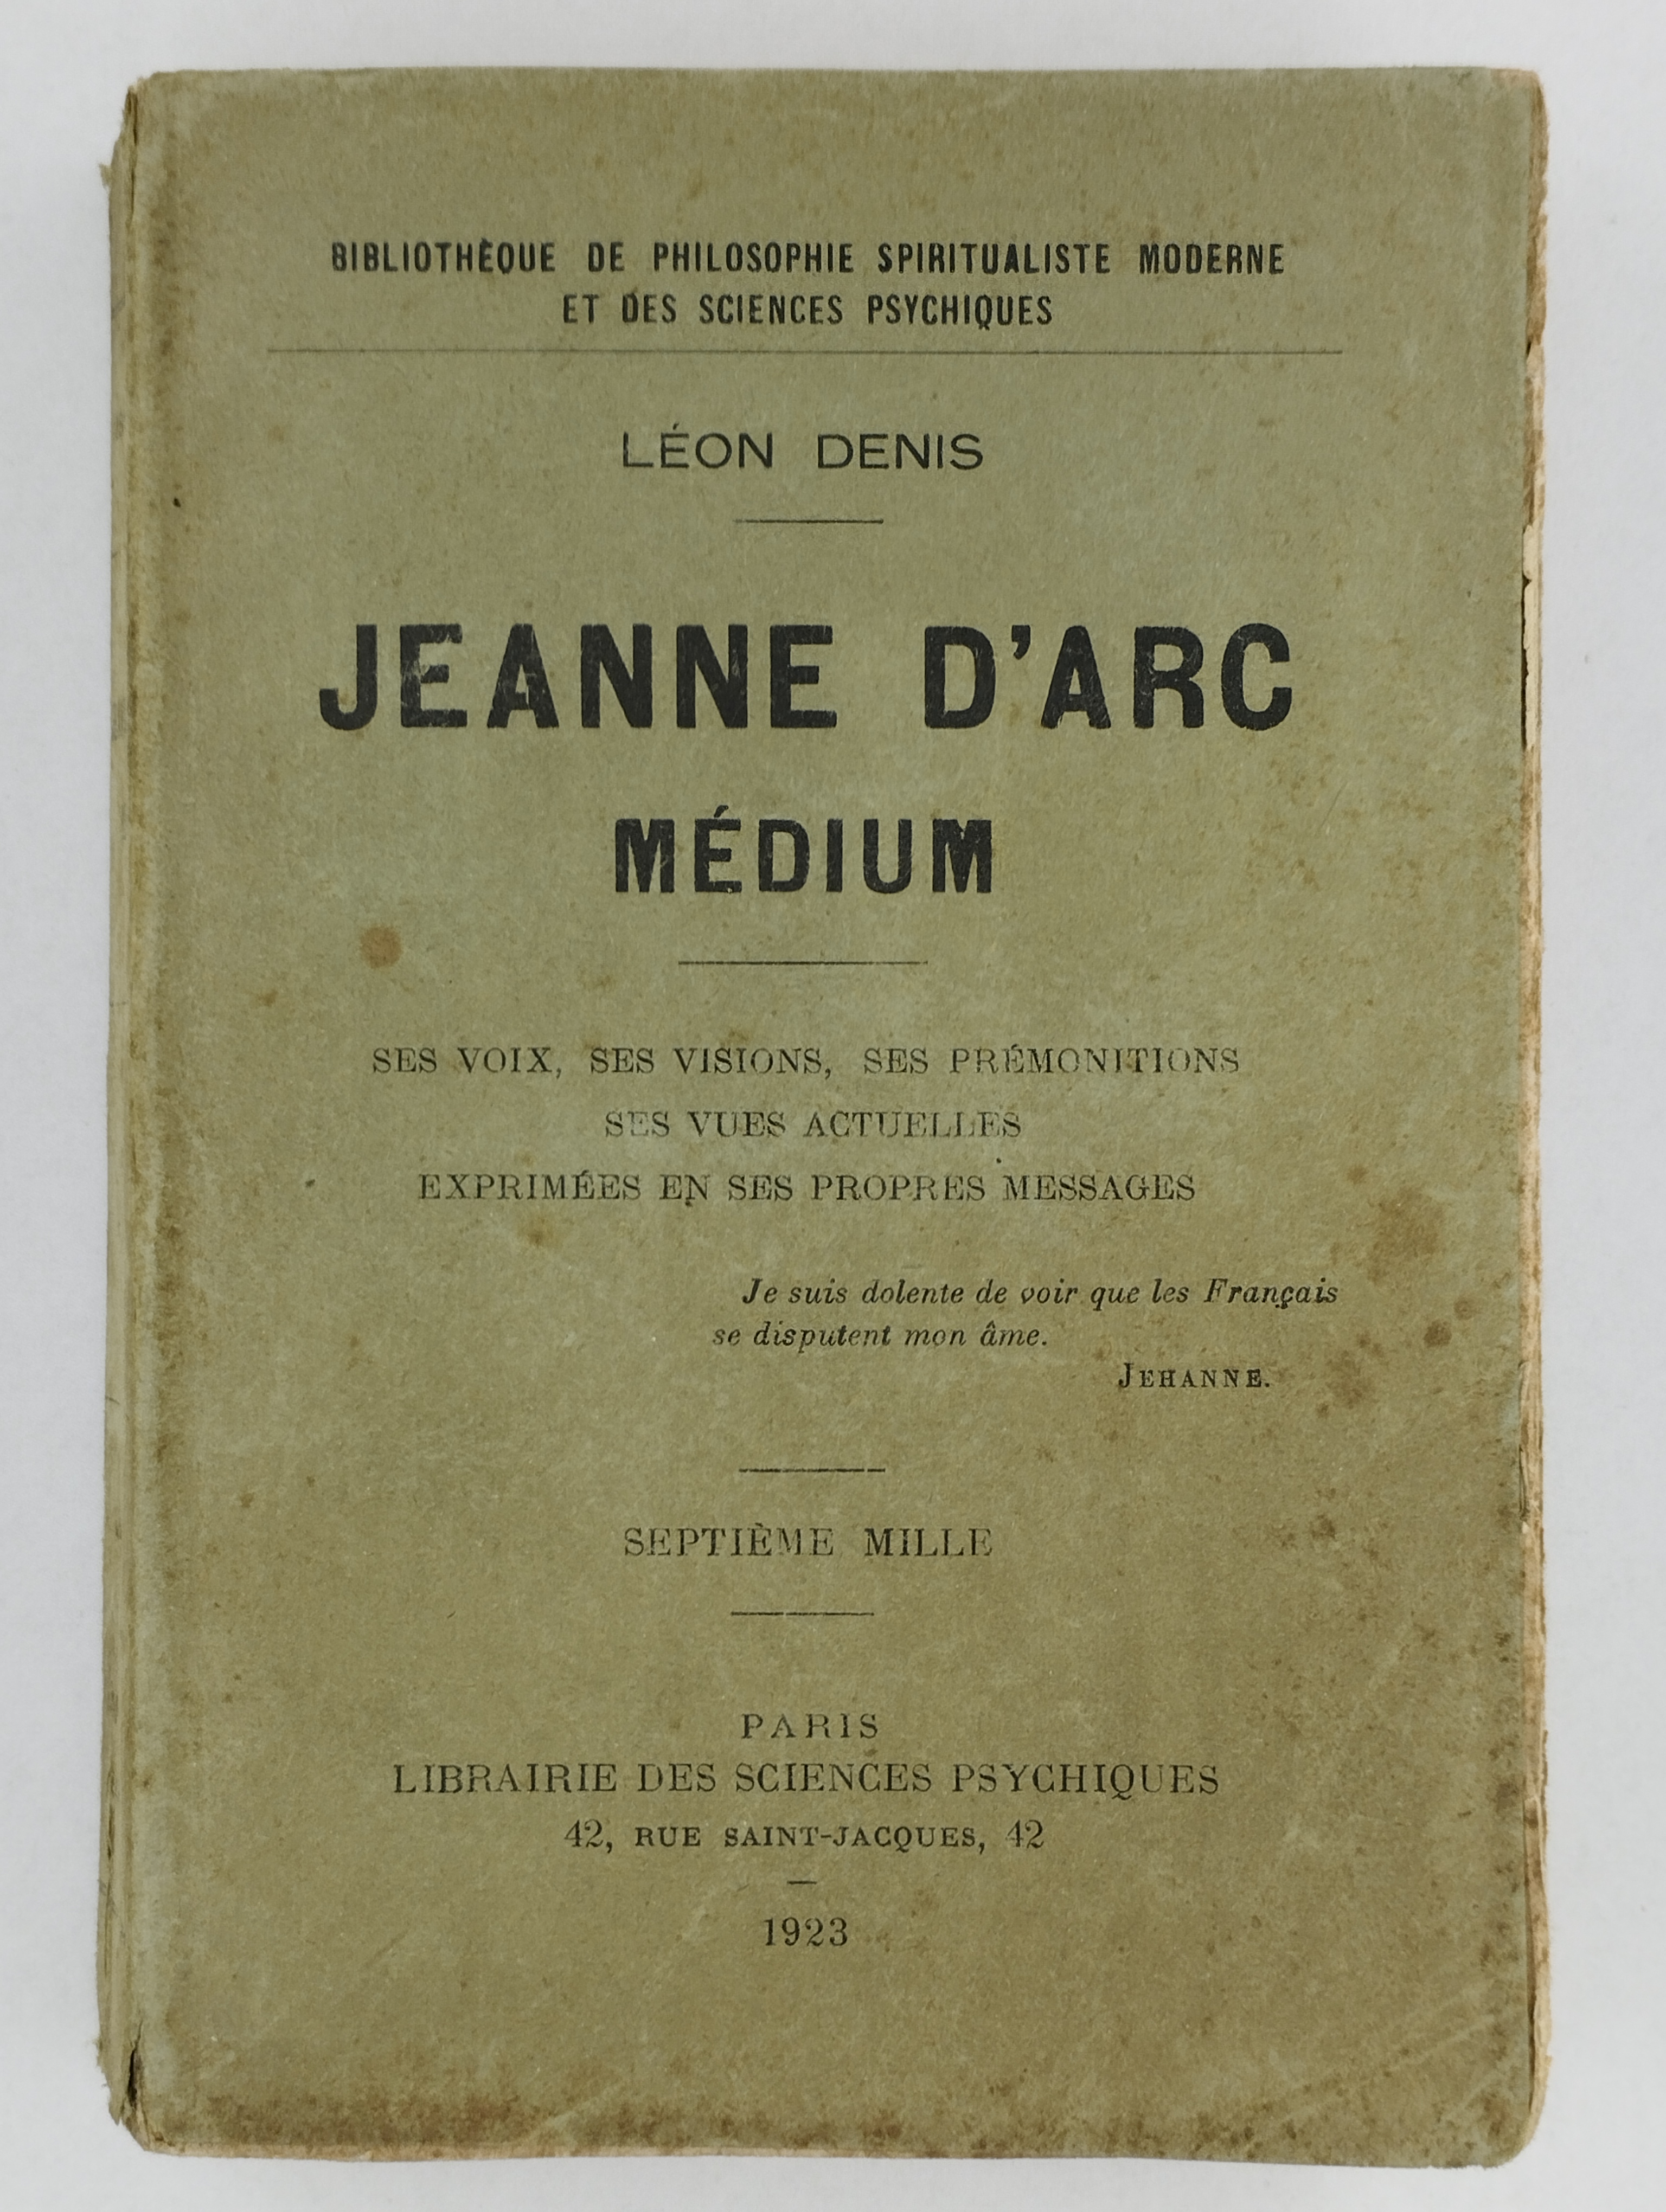 BIBLIOTHÈQUE DE PHILOSOPHIE SPIRITUALISTE MODERNE
ET DES SCIENCES PSYCHIQUES
LÉON DENIS
JEANNE D'ARC
MÉDIUM
SES VOIX, SES VISIONS, SES PRÉMONITIONS
SES VUES ACTUELLES
EXPRIMÉES EN SES PROPRES MESSAGES
Je suis dolente de voir que les Français
se disputent mon âme.
JEHANNE.
SEPTIÈME MILLE
PARIS
LIBRAIRIE DES SCIENCES PSYCHIQUES
42, RUE SAINT-JACQUES, 42
1923